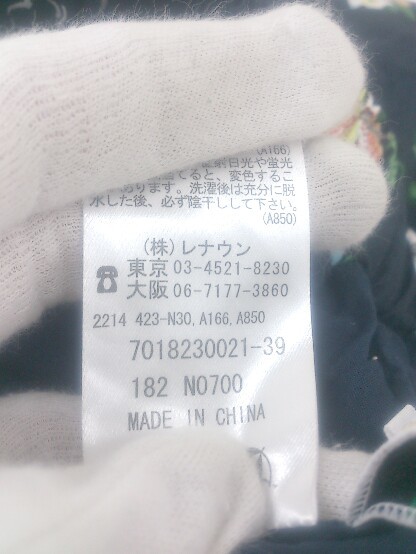 (A166)
日光や蛍光
てると、変色するこ
あります。洗濯後は充分に脱
水した後、必ず陰干しして下さい。
(A850)
(株)レナウン
東京 03-4521-8230
大阪 06-7177-3860
2214 423-N30, A166, A850
7018230021-39
182 N0700
MADE IN CHINA